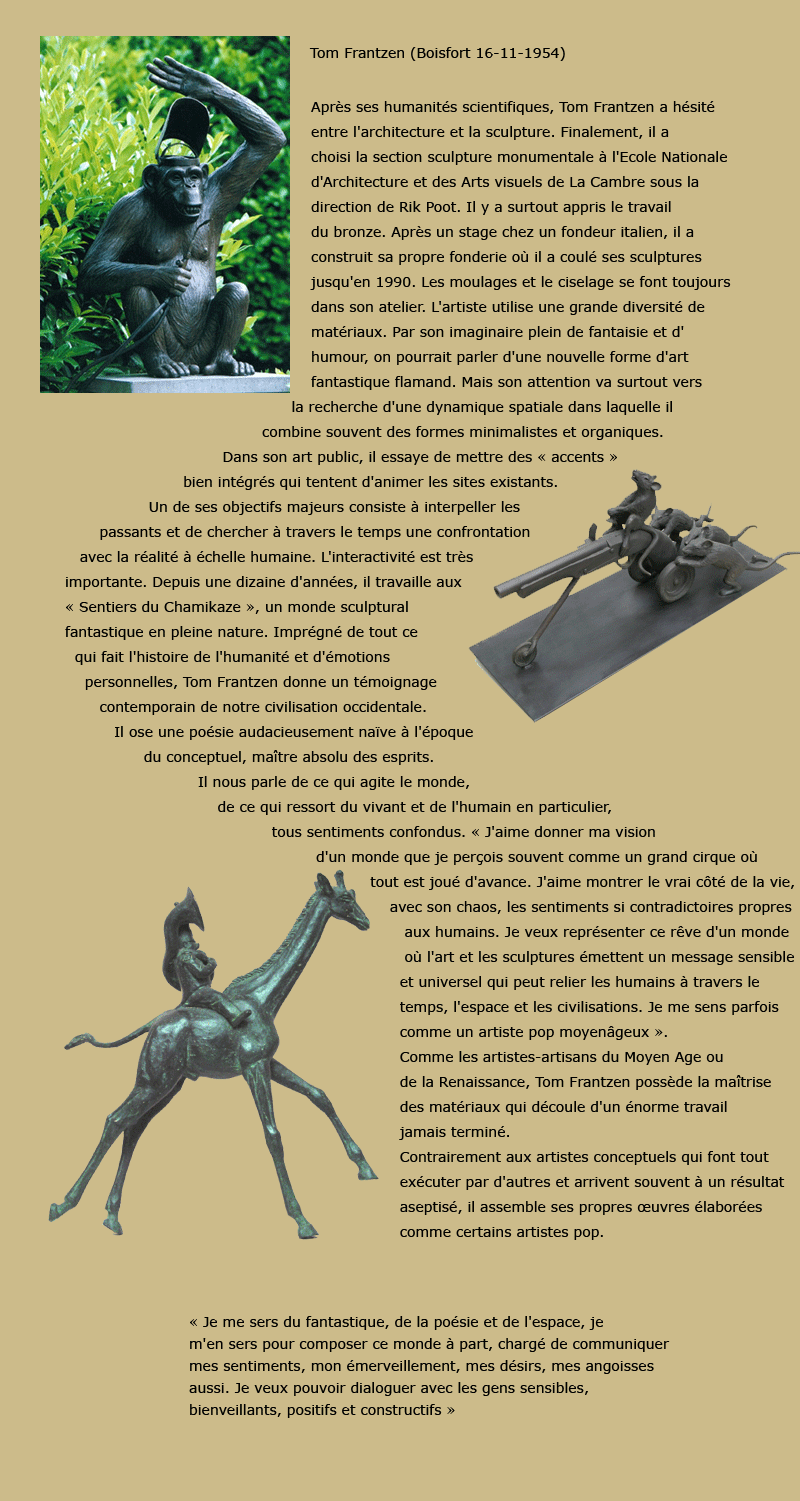 Tom Frantzen (Boisfort 16-11-1954)
Après ses humanités scientifiques, Tom Frantzen a hésité
entre l'architecture et la sculpture. Finalement, il a
choisi la section sculpture monumentale à l'Ecole Nationale
d'Architecture et des Arts visuels de La Cambre sous la
direction de Rik Poot. Il y a surtout appris le travail
du bronze. Après un stage chez un fondeur italien, il a
construit sa propre fonderie où il a coulé ses sculptures
jusqu'en 1990. Les moulages et le ciselage se font toujours
dans son atelier. L'artiste utilise une grande diversité de
matériaux. Par son imaginaire plein de fantaisie et d'
humour, on pourrait parler d'une nouvelle forme d'art
fantastique flamand. Mais son attention va surtout vers
la recherche d'une dynamique spatiale dans laquelle il
combine souvent des formes minimalistes et organiques.
Dans son art public, il essaye de mettre des « accents »
bien intégrés qui tentent d'animer les sites existants.
Un de ses objectifs majeurs consiste à interpeller les
passants et de chercher à travers le temps une confrontation
avec la réalité à échelle humaine. L'interactivité est très
importante. Depuis une dizaine d'années, il travaille aux
« Sentiers du Chamikaze », un monde sculptural
fantastique en pleine nature. Imprégné de tout ce
qui fait l'histoire de l'humanité et d'émotions
personnelles, Tom Frantzen donne un témoignage
contemporain de notre civilisation occidentale.
Il ose une poésie audacieusement naïve à l'époque
du conceptuel, maître absolu des esprits.
Il nous parle de ce qui agite le monde,
de ce qui ressort du vivant et de l'humain en particulier,
tous sentiments confondus. « J'aime donner ma vision
d'un monde que je perçois souvent comme un grand cirque où
tout est joué d'avance. J'aime montrer le vrai côté de la vie,
avec son chaos, les sentiments si contradictoires propres
aux humains. Je veux représenter ce rêve d'un monde
où l'art et les sculptures émettent un message sensible
et universel qui peut relier les humains à travers le
temps, l'espace et les civilisations. Je me sens parfois
comme un artiste pop moyenâgeux ».
Comme les artistes-artisans du Moyen Age ou
de la Renaissance, Tom Frantzen possède la maîtrise
des matériaux qui découle d'un énorme travail
jamais terminé.
Contrairement aux artistes conceptuels qui font tout
exécuter par d'autres et arrivent souvent à un résultat
aseptisé, il assemble ses propres œuvres élaborées
comme certains artistes pop.
« Je me sers du fantastique, de la poésie et de l'espace, je
m'en sers pour composer ce monde à part, chargé de communiquer
mes sentiments, mon émerveillement, mes désirs, mes angoisses
aussi. Je veux pouvoir dialoguer avec les gens sensibles,
bienveillants, positifs et constructifs »